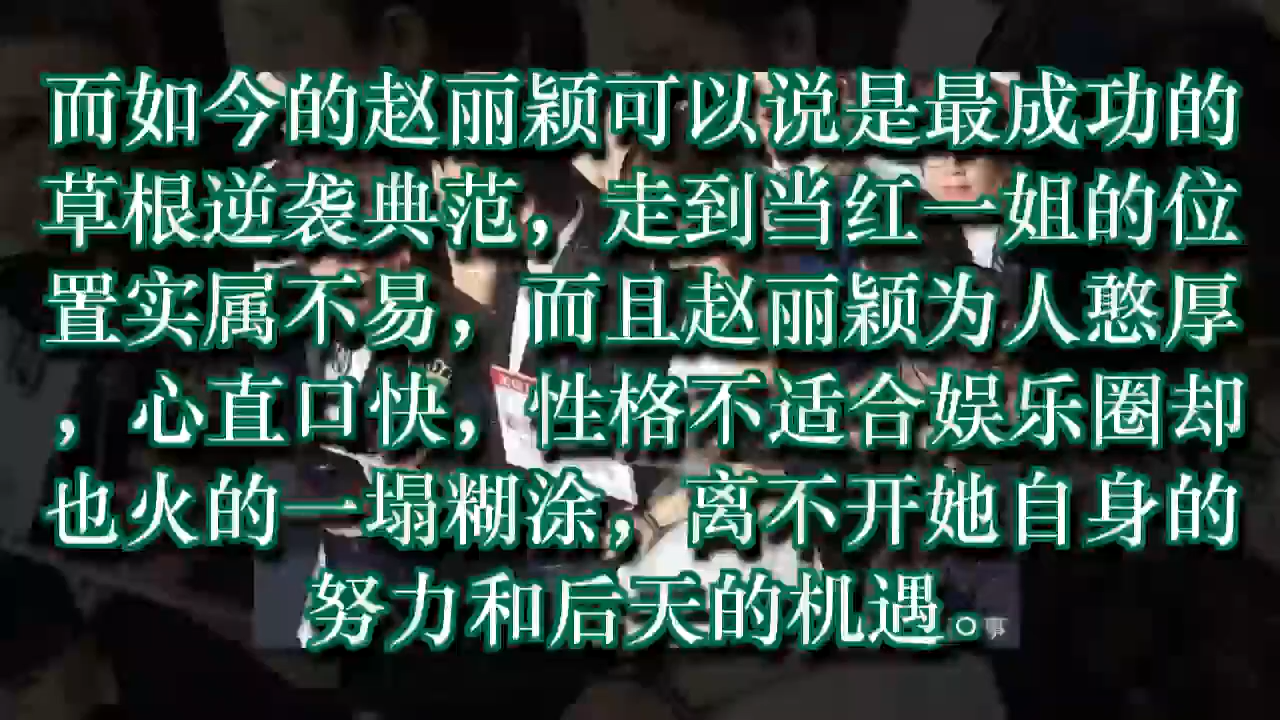 而如今的赵丽颖可以说是最成功的
草根逆袭典范，走到当红一姐的位
置实属不易，而且赵丽颖为人憨厚
，心直口快，性格不适合娱乐圈却
也火的一塌糊涂，离不开她自身的
努力和后天的机遇。
事